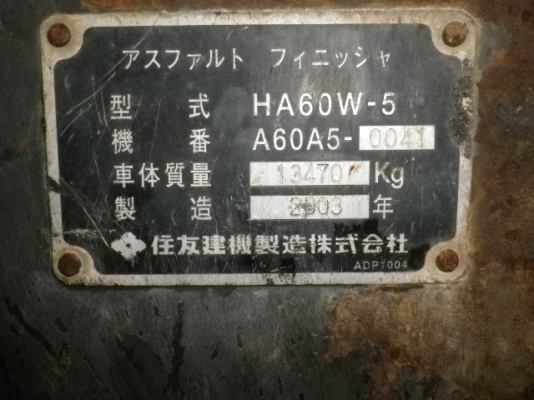 アスファルト フィニッシャ
型 式 HA60W-5
機 番 A60A5-0041
車体質量 13470 Kg
製 造 2003 年
住友建機製造株式会社
ADP1004